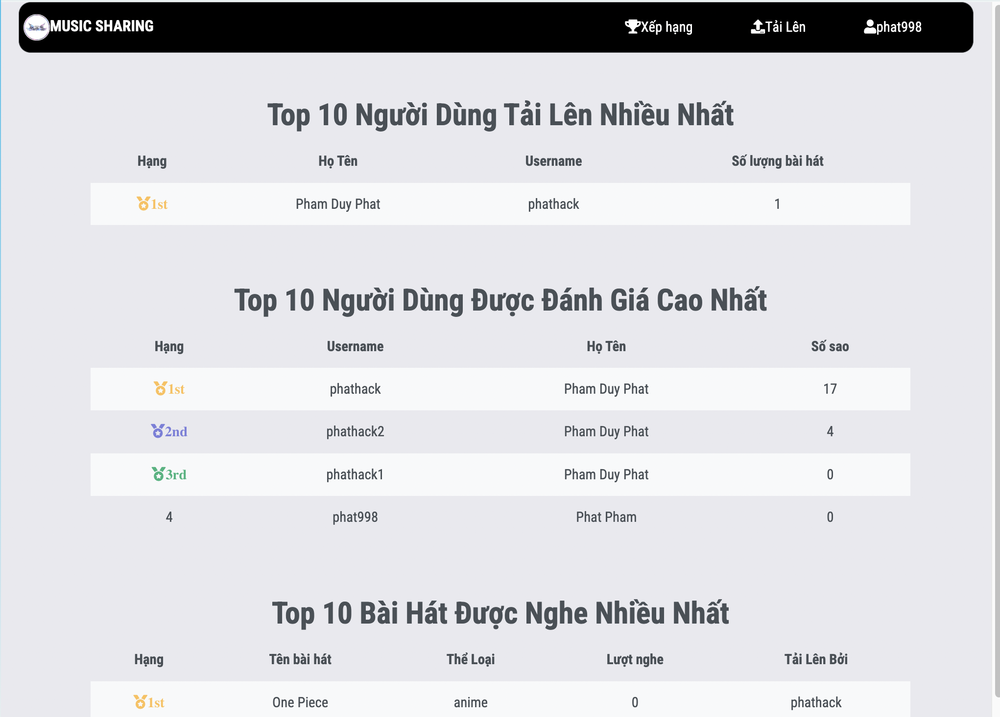 MUSIC SHARING Xếp hạng Tải Lên phat998
Top 10 Người Dùng Tải Lên Nhiều Nhất
Hạng Họ Tên Username Số lượng bài hát
1st Pham Duy Phat phathack 1
Top 10 Người Dùng Được Đánh Giá Cao Nhất
Hạng Username Họ Tên Số sao
1st phathack Pham Duy Phat 17
2nd phathack2 Pham Duy Phat 4
3rd phathack1 Pham Duy Phat 0
4 phat998 Phat Pham 0
Top 10 Bài Hát Được Nghe Nhiều Nhất
Hạng Tên bài hát Thể Loại Lượt nghe Tải Lên Bởi
1st One Piece anime 0 phathack